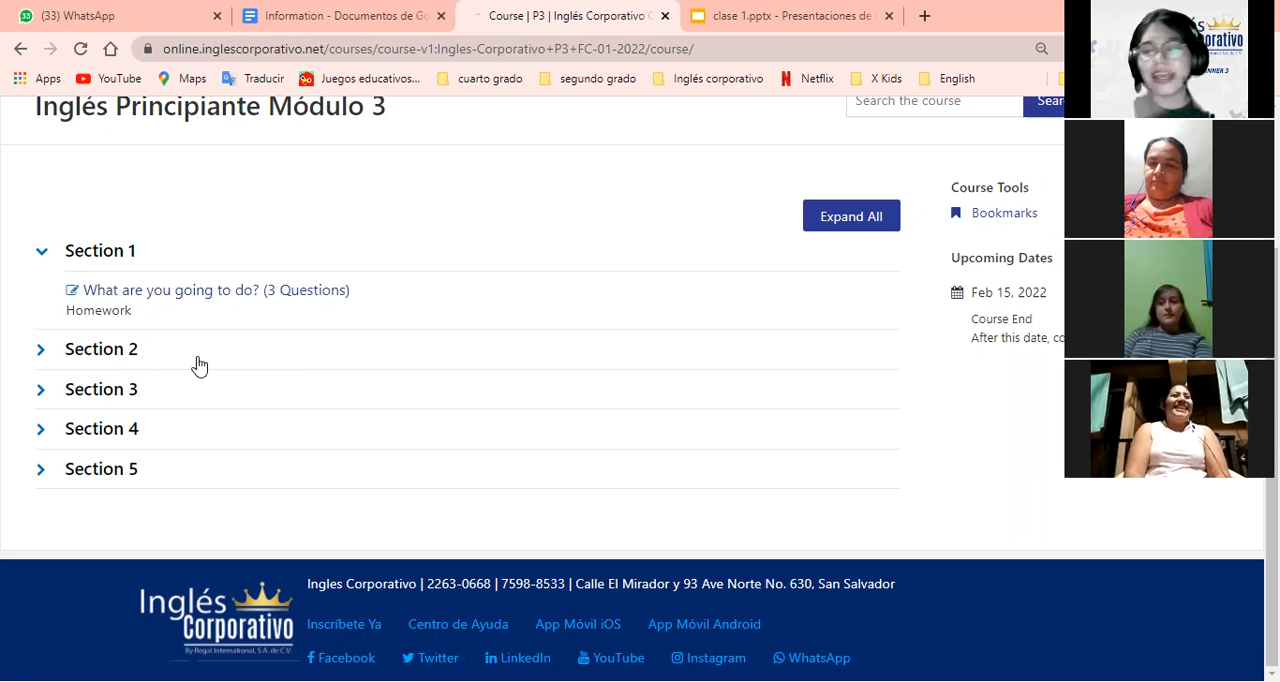 (33) WhatsApp
Information - Documentos de Go
Course | P3 | Inglés Corporativo C
clase 1.pptx - Presentaciones de
online.inglescorporativo.net/courses/course-v1:Ingles-Corporativo+P3+FC-01-2022/course/
Apps
YouTube
Maps
Traducir
Juegos educativos...
cuarto grado
segundo grado
Inglés corporativo
Netflix
X Kids
English
Inglés Principiante Módulo 3
Search the course
Sear
Expand All
Section 1
What are you going to do? (3 Questions)
Homework
Section 2
Section 3
Section 4
Section 5
Course Tools
Bookmarks
Upcoming Dates
Feb 15, 2022
Course End
After this date, co
Inglés
Corporativo
By Regal International, S.A. de C.V.
Ingles Corporativo | 2263-0668 | 7598-8533 | Calle El Mirador y 93 Ave Norte No. 630, San Salvador
Inscríbete Ya
Centro de Ayuda
App Móvil iOS
App Móvil Android
Facebook
Twitter
LinkedIn
YouTube
Instagram
WhatsApp